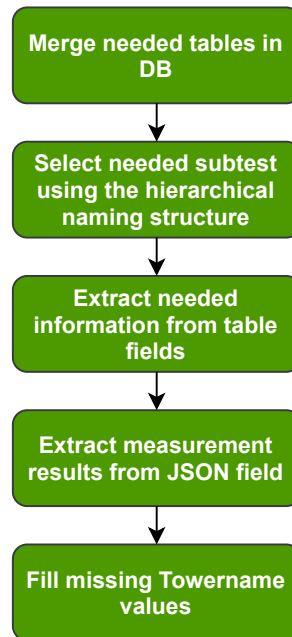 Merge needed tables in
DB
Select needed subtest
using the hierarchical
naming structure
Extract needed
information from table
fields
Extract measurement
results from JSON field
Fill missing Towername
values